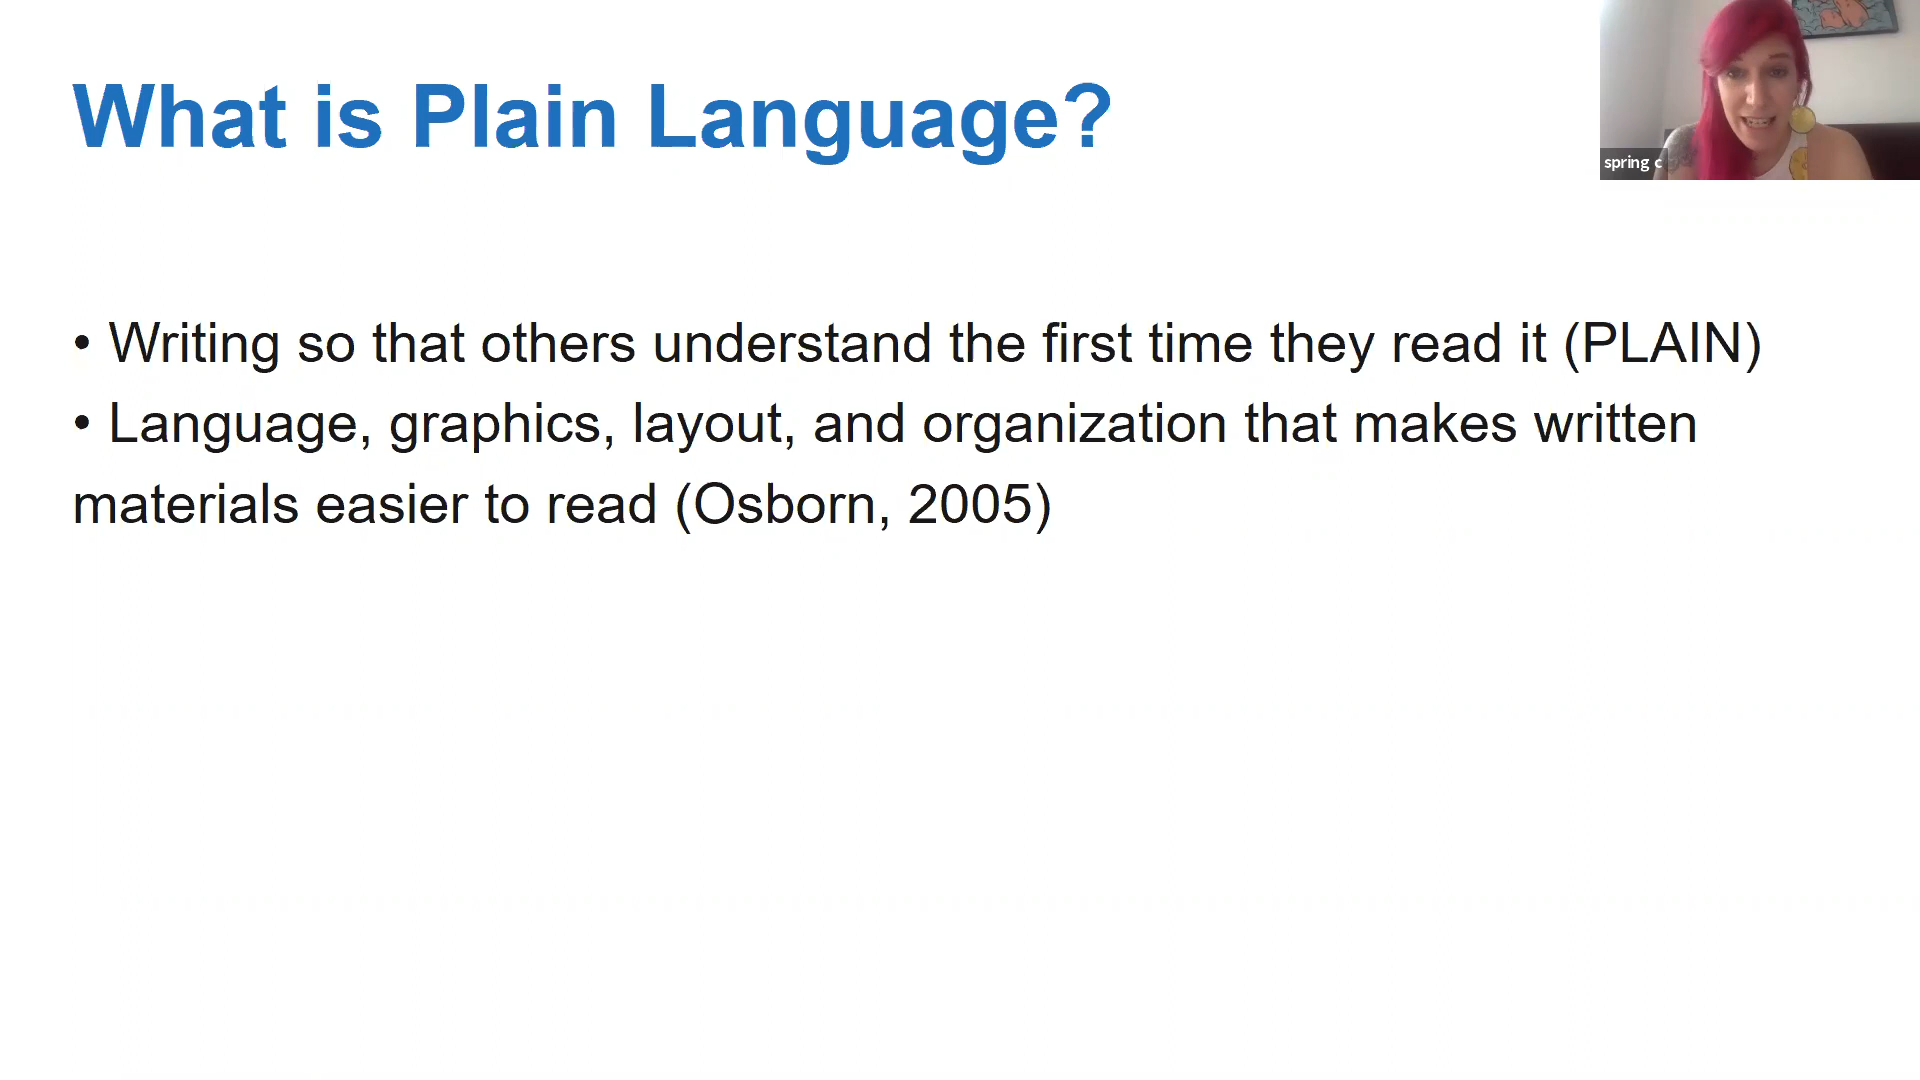 What is Plain Language?
spring c
• Writing so that others understand the first time they read it (PLAIN)
• Language, graphics, layout, and organization that makes written
materials easier to read (Osborn, 2005)